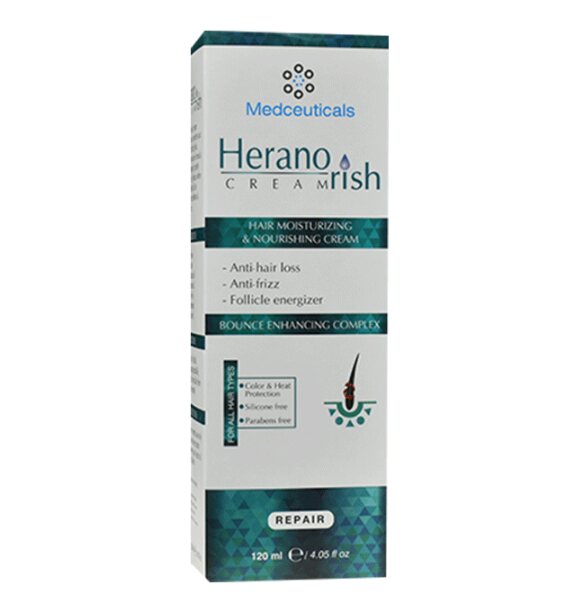 Medceuticals
Herano
CREAM rish
HAIR MOISTURIZING
& NOURISHING CREAM
- Anti-hair loss
- Anti-frizz
- Follicle energizer
BOUNCE ENHANCING COMPLEX
FOR ALL HAIR TYPES
• Color & Heat
Protection
• Silicone free
• Parabens free
REPAIR
120 ml ℮ / 4.05 fl oz